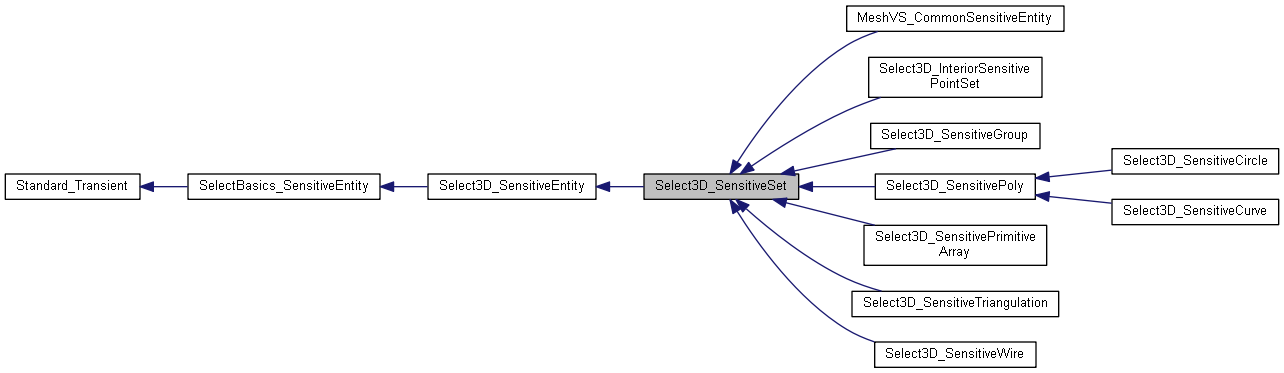 MeshVS_CommonSensitiveEntity
Select3D_InteriorSensitive
PointSet
Select3D_SensitiveGroup
Select3D_SensitiveCircle
Standard_Transient
SelectBasics_SensitiveEntity
Select3D_SensitiveEntity
Select3D_SensitiveSet
Select3D_SensitivePoly
Select3D_SensitiveCurve
Select3D_SensitivePrimitive
Array
Select3D_SensitiveTriangulation
Select3D_SensitiveWire